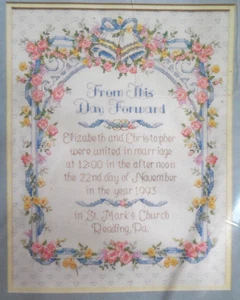 From This
Day Forward
Elizabeth and Christopher
were united in marriage
at 12:00 in the afternoon
the 22nd day of November
in the year 1993
in St. Mark's Church
Reading, Pa.